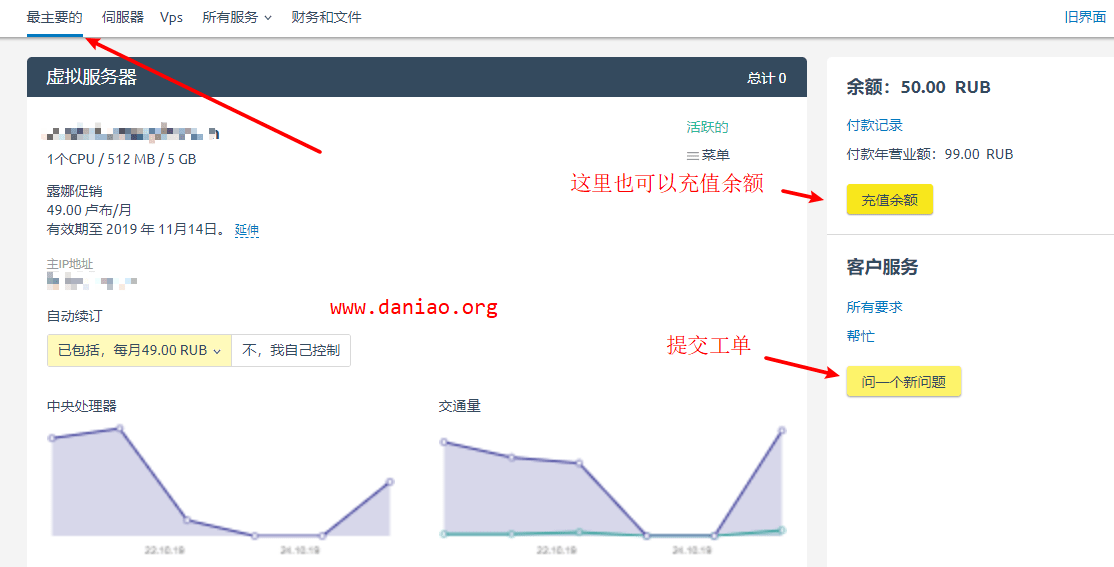 最主要的 伺服器 Vps 所有服务 财务和文件 旧界面
虚拟服务器 总计 0
活跃的
1个CPU / 512 MB / 5 GB
菜单
露娜促销
49.00 卢布/月
有效期至 2019 年 11月14日。 延伸
主IP地址
自动续订
已包括，每月49.00 RUB 不，我自己控制
中央处理器
22.10.19 24.10.19
交通量
22.10.19 24.10.19
www.daniao.org
这里也可以充值余额
提交工单
余额：50.00 RUB
付款记录
付款年营业额：99.00 RUB
充值余额
客户服务
所有要求
帮忙
问一个新问题